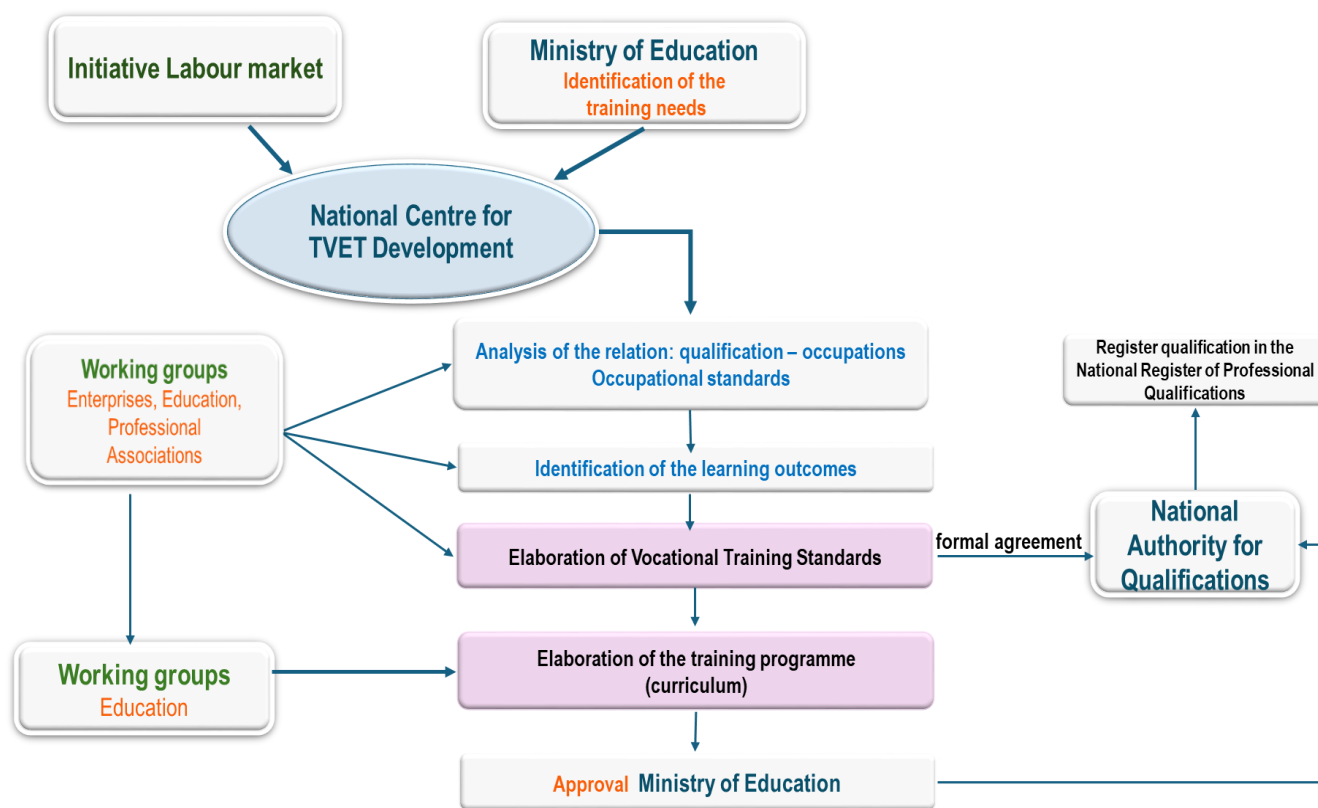 Initiative Labour market
Ministry of Education
Identification of the
training needs
National Centre for
TVET Development
Working groups
Enterprises, Education,
Professional
Associations
Analysis of the relation: qualification – occupations
Occupational standards
Register qualification in the
National Register of Professional
Qualifications
Identification of the learning outcomes
Elaboration of Vocational Training Standards
formal agreement
National
Authority for
Qualifications
Working groups
Education
Elaboration of the training programme
(curriculum)
Approval Ministry of Education